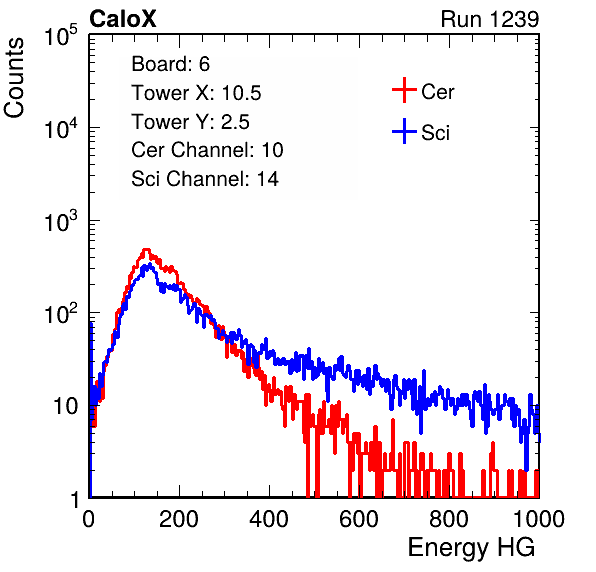 CaloX Run 1239
Counts
10^5
10^4
10^3
10^2
10
1
Board: 6
Tower X: 10.5
Tower Y: 2.5
Cer Channel: 10
Sci Channel: 14
Cer
Sci
0 200 400 600 800 1000
Energy HG